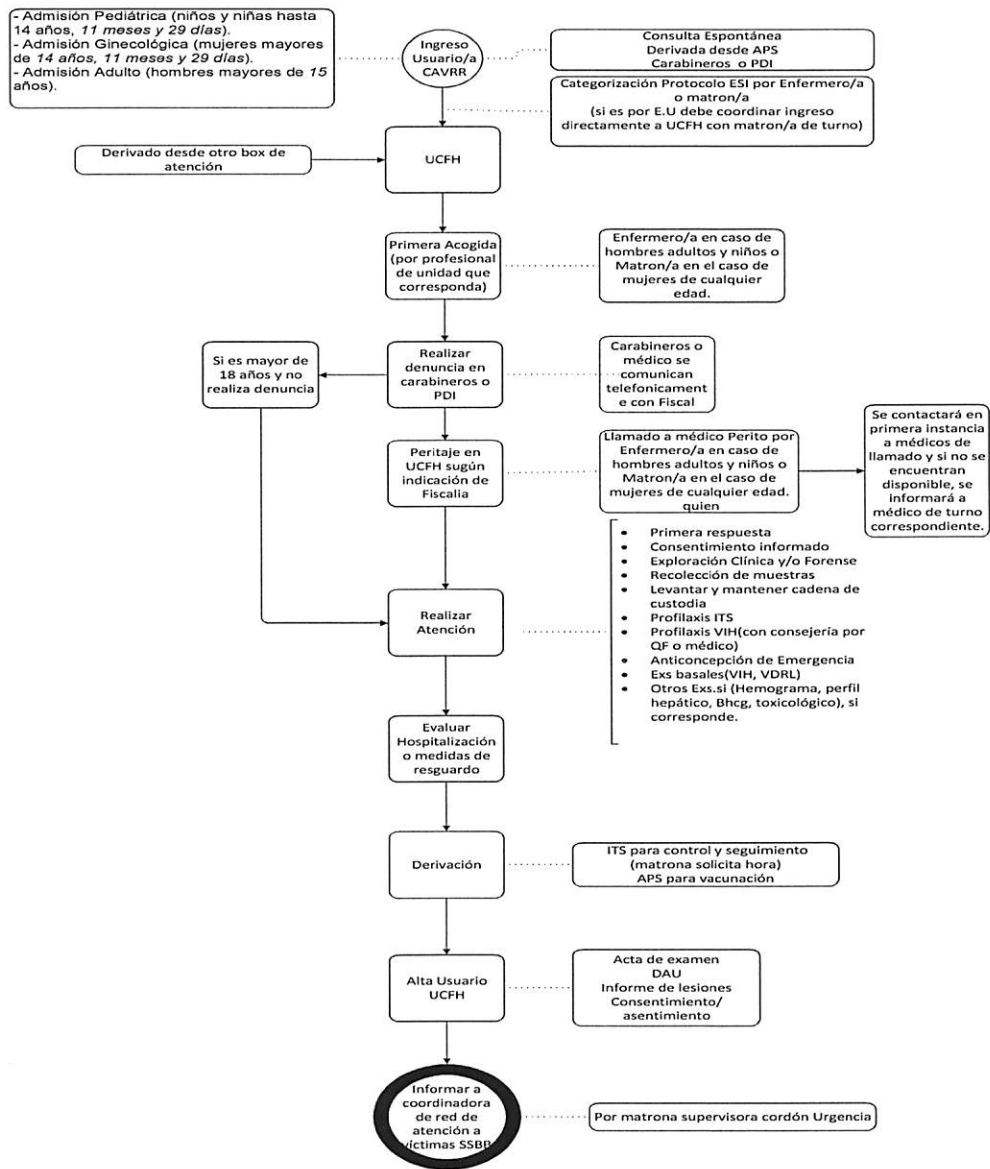 - Admisión Pediátrica (niños y niñas hasta
14 años, 11 meses y 29 días).
- Admisión Ginecológica (mujeres mayores
de 14 años, 11 meses y 29 días).
- Admisión Adulto (hombres mayores de 15
años).
Ingreso
Usuario/a
CAVRR
Consulta Espontánea
Derivada desde APS
Carabineros o PDI
Categorización Protocolo ESI por Enfermero/a
o matron/a
(si es por E.U debe coordinar ingreso
directamente a UCFH con matron/a de turno)
Derivado desde otro box de
atención
UCFH
Primera Acogida
(por profesional
de unidad que
corresponda)
Enfermero/a en caso de
hombres adultos y niños o
Matron/a en el caso de
mujeres de cualquier
edad.
Si es mayor de
18 años y no
realiza denuncia
Realizar
denuncia en
carabineros o
PDI
Carabineros o
médico se
comunican
telefonicament
e con Fiscal
Peritaje en
UCFH sugún
indicación de
Fiscalia
Llamado a médico Perito por
Enfermero/a en caso de
hombres adultos y niños o
Matron/a en el caso de
mujeres de cualquier edad.
quien
Se contactará en
primera instancia
a médicos de
llamado y si no se
encuentran
disponible, se
informará a
médico de turno
correspondiente.
Realizar
Atención
• Primera respuesta
• Consentimiento informado
• Exploración Clínica y/o Forense
• Recolección de muestras
• Levantar y mantener cadena de
custodia
• Profilaxis ITS
• Profilaxis VIH(con consejería por
QF o médico)
• Anticoncepción de Emergencia
• Exs basales(VIH, VDRL)
• Otros Exs.si (Hemograma, perfil
hepático, Bhcg, toxicológico), si
corresponde.
Evaluar
Hospitalización
o medidas de
resguardo
Derivación
ITS para control y seguimiento
(matrona solicita hora)
APS para vacunación
Alta Usuario
UCFH
Acta de examen
DAU
Informe de lesiones
Consentimiento/
asentimiento
Informar a
coordinadora
de red de
atención a
víctimas SSBB
Por matrona supervisora cordón Urgencia